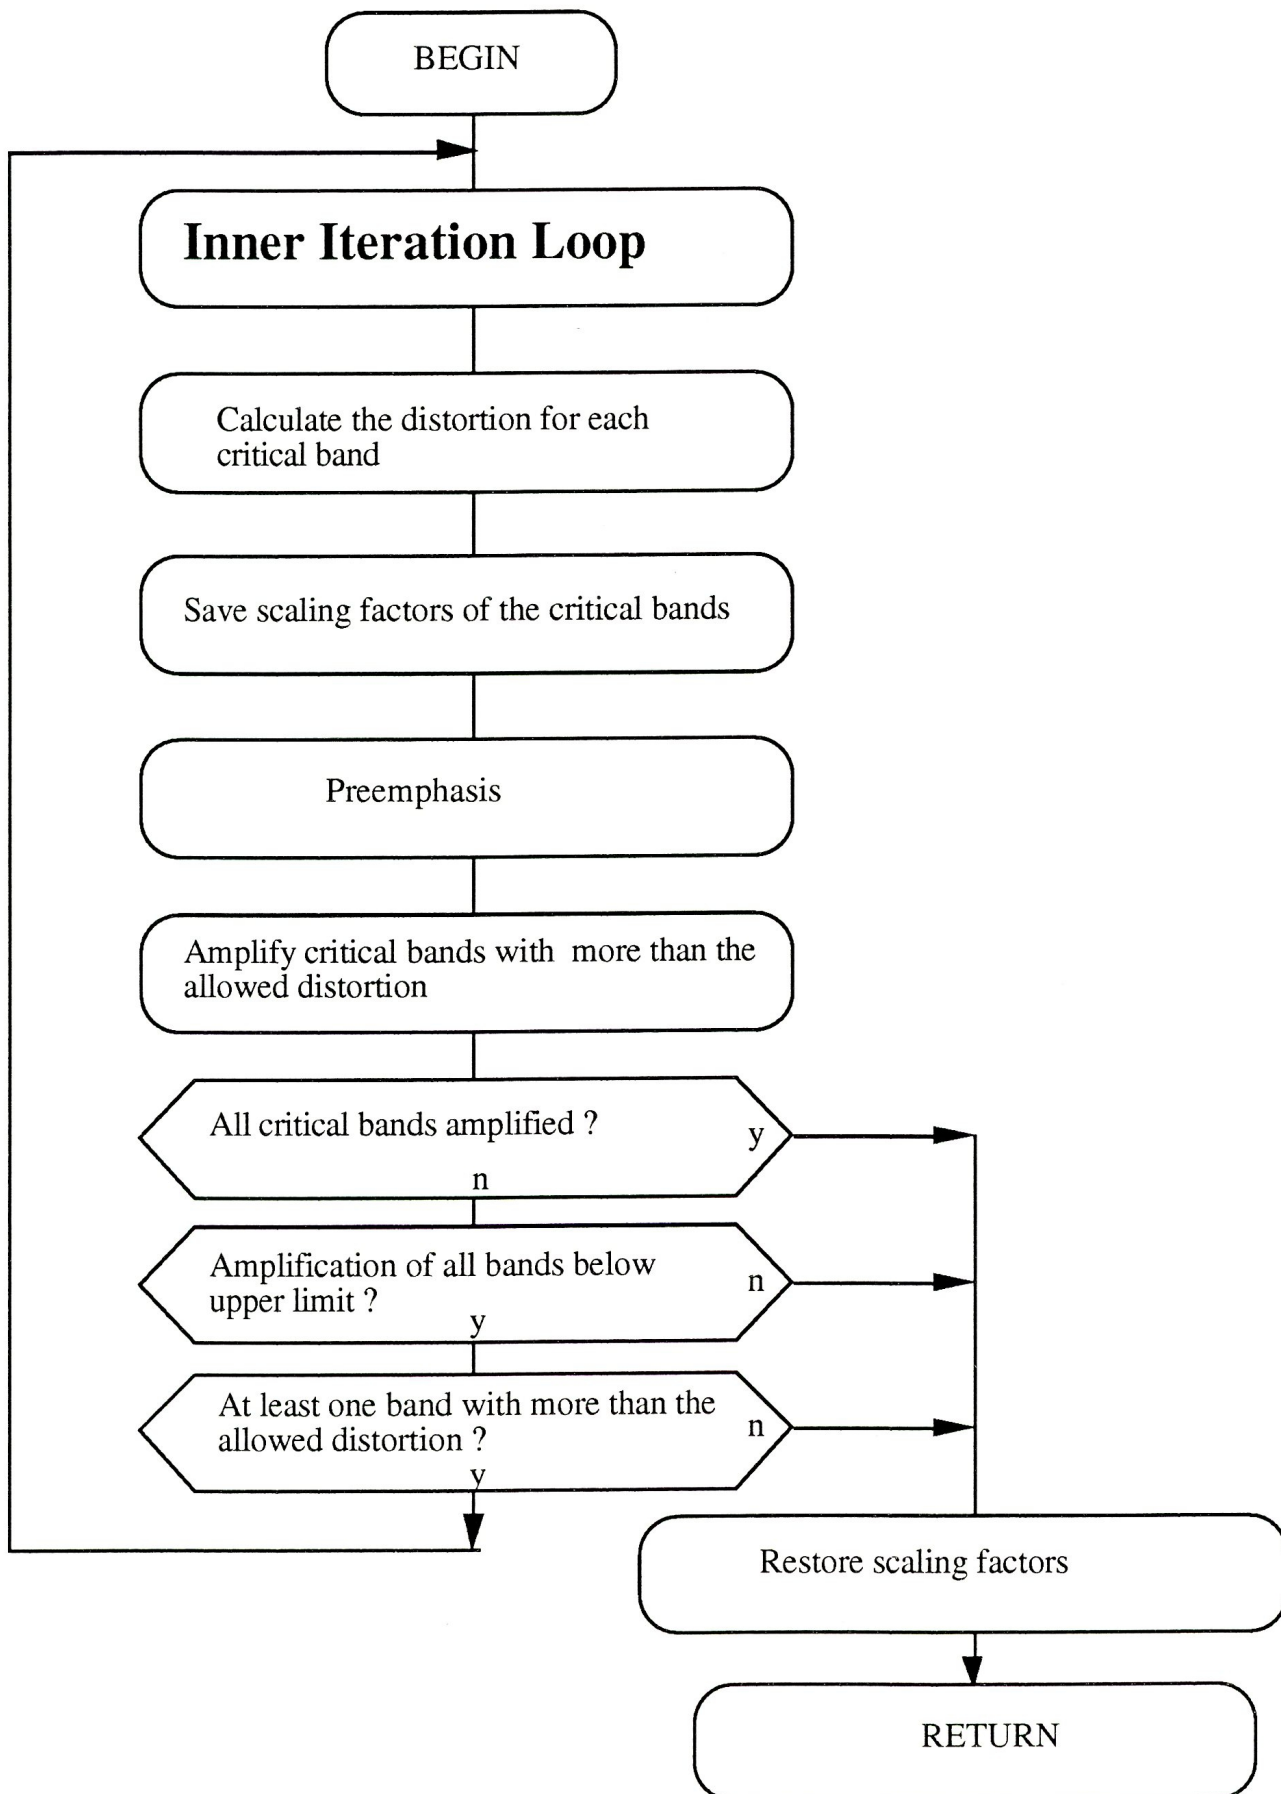 BEGIN
Inner Iteration Loop
Calculate the distortion for each
critical band
Save scaling factors of the critical bands
Preemphasis
Amplify critical bands with more than the
allowed distortion
All critical bands amplified ?
y
n
Amplification of all bands below
upper limit ?
n
y
At least one band with more than the
allowed distortion ?
n
y
Restore scaling factors
RETURN